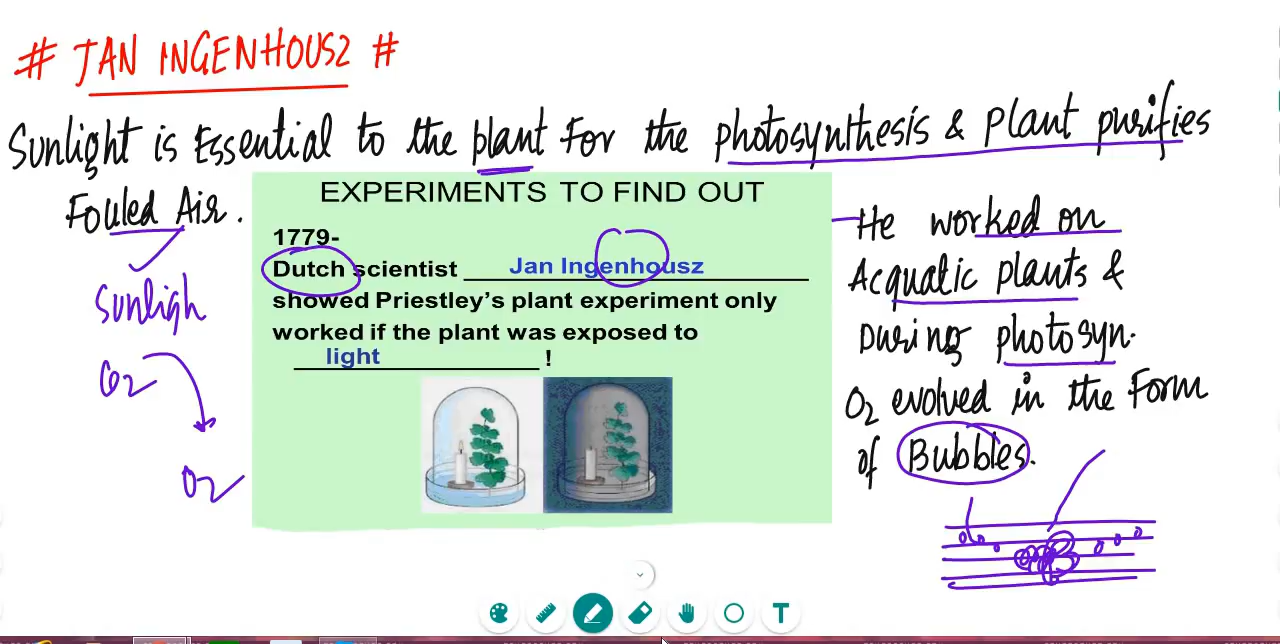 # JAN INGENHOUSZ #
Sunlight is Essential to the plant For the photosynthesis & plant purifies
Fouled Air.
EXPERIMENTS TO FIND OUT
1779-
Dutch scientist Jan Ingenhousz
showed Priestley's plant experiment only
worked if the plant was exposed to
light !
Sunligh
CO2
O2
He worked on
Acquatic plants &
During photosyn.
O2 evolved in the Form
of Bubbles.
T